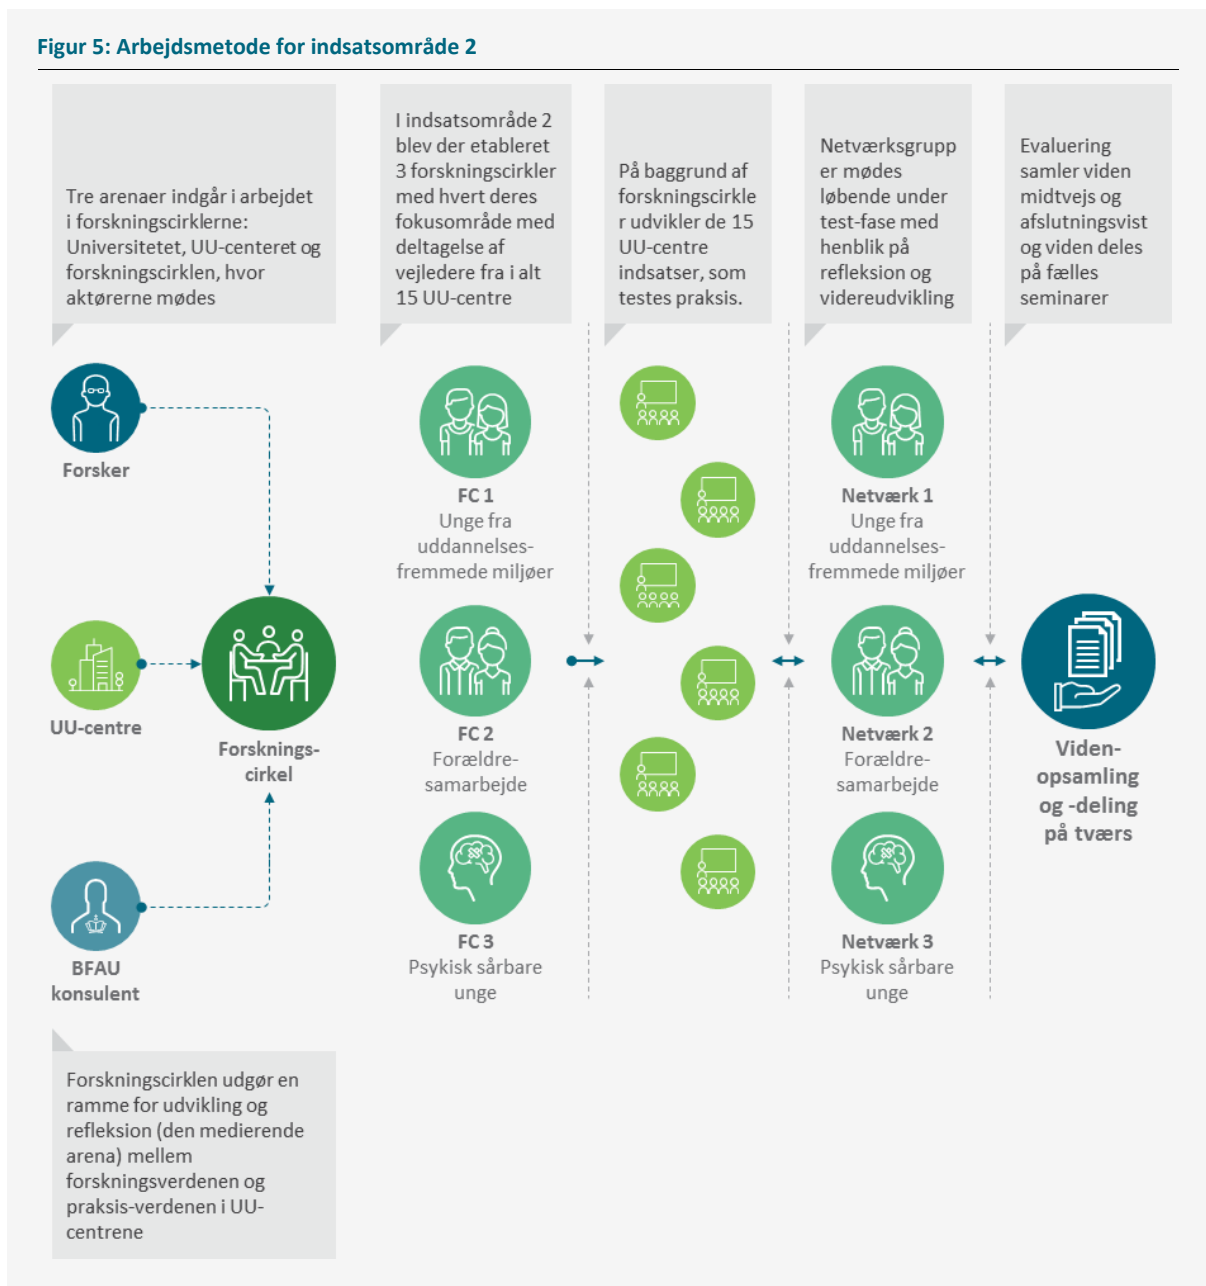 Figur 5: Arbejdsmetode for indsatsområde 2
Tre arenaer indgår i arbejdet
i forskningscirklerne:
Universitetet, UU-centeret og
forskningscirklen, hvor
aktørerne mødes
I indsatsområde 2
blev der etableret
3 forskningscirkler
med hvert deres
fokusområde med
deltagelse af
vejledere fra i alt
15 UU-centre
På baggrund af
forskningscirkle
r udvikler de 15
UU-centre
indsatser, som
testes praksis.
Netværksgrupp
er mødes
løbende under
test-fase med
henblik på
refleksion og
videreudvikling
Evaluering
samler viden
midtvejs og
afslutningsvist
og viden deles
på fælles
seminarer
Forsker
UU-centre
BFAU
konsulent
Forsknings-
cirkel
FC 1
Unge fra
uddannelses-
fremmede miljøer
FC 2
Forældre-
samarbejde
FC 3
Psykisk sårbare
unge
Netværk 1
Unge fra
uddannelses-
fremmede miljøer
Netværk 2
Forældre-
samarbejde
Netværk 3
Psykisk sårbare
unge
Viden-
opsamling
og -deling
på tværs
Forskningscirklen udgør en
ramme for udvikling og
refleksion (den medierende
arena) mellem
forskningsverdenen og
praksis-verdenen i UU-
centrene